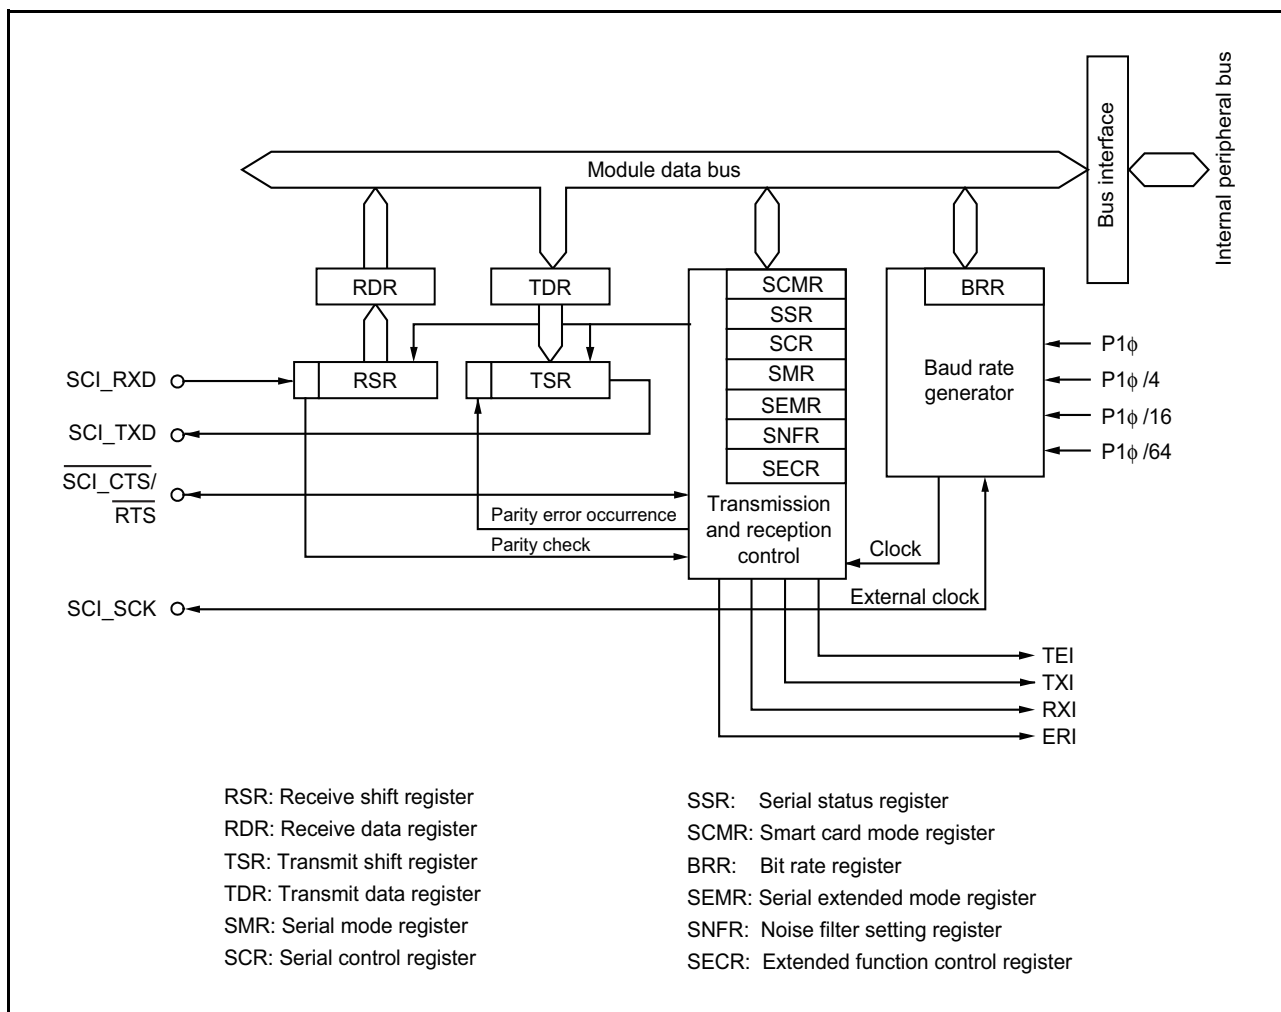 Module data bus
Bus interface
Internal peripheral bus
RDR
TDR
SCMR
BRR
SSR
SCR
SMR
SEMR
SNFR
SECR
RSR
TSR
Baud rate
generator
P1ϕ
P1ϕ /4
P1ϕ /16
P1ϕ /64
SCI_RXD
SCI_TXD
SCI_CTS/
RTS
SCI_SCK
Transmission
and reception
control
Parity error occurrence
Parity check
Clock
External clock
TEI
TXI
RXI
ERI
RSR: Receive shift register
RDR: Receive data register
TSR: Transmit shift register
TDR: Transmit data register
SMR: Serial mode register
SCR: Serial control register
SSR: Serial status register
SCMR: Smart card mode register
BRR: Bit rate register
SEMR: Serial extended mode register
SNFR: Noise filter setting register
SECR: Extended function control register